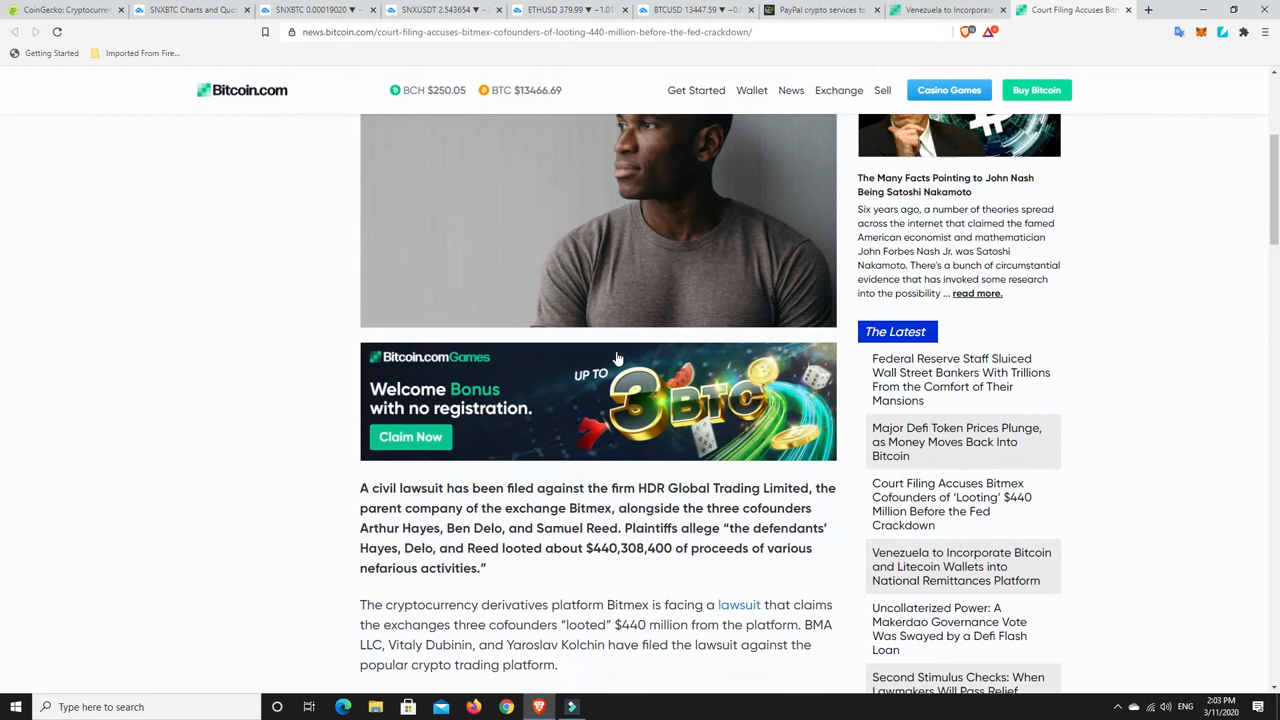 CoinGecko: Cryptocurrency
SNXBTC Charts and Quo
SNXBTC 0.00019020 ▼
SNXUSDT 2.543654 ▼
ETHUSD 379.99 ▼ −1.01
BTCUSD 13447.59 ▼
PayPal crypto services to
Venezuela to Incorporate
Court Filing Accuses Bitm
news.bitcoin.com/court-filing-accuses-bitmex-cofounders-of-looting-440-million-before-the-fed-crackdown/
Getting Started
Imported From Fire...
Bitcoin.com
BCH $250.05
BTC $13466.69
Get Started
Wallet
News
Exchange
Sell
Casino Games
Buy Bitcoin
Bitcoin.com Games
Welcome Bonus
with no registration.
Claim Now
UP TO
3 BTC
A civil lawsuit has been filed against the firm HDR Global Trading Limited, the
parent company of the exchange Bitmex, alongside the three cofounders
Arthur Hayes, Ben Delo, and Samuel Reed. Plaintiffs allege “the defendants’
Hayes, Delo, and Reed looted about $440,308,400 of proceeds of various
nefarious activities.”
The cryptocurrency derivatives platform Bitmex is facing a lawsuit that claims
the exchanges three cofounders “looted” $440 million from the platform. BMA
LLC, Vitaly Dubinin, and Yaroslav Kolchin have filed the lawsuit against the
popular crypto trading platform.
The Many Facts Pointing to John Nash
Being Satoshi Nakamoto
Six years ago, a number of theories spread
across the internet that claimed the famed
American economist and mathematician
John Forbes Nash Jr. was Satoshi
Nakamoto. There's a bunch of circumstantial
evidence that has invoked some research
into the possibility ... read more.
The Latest
Federal Reserve Staff Sluiced
Wall Street Bankers With Trillions
From the Comfort of Their
Mansions
Major Defi Token Prices Plunge,
as Money Moves Back Into
Bitcoin
Court Filing Accuses Bitmex
Cofounders of ‘Looting’ $440
Million Before the Fed
Crackdown
Venezuela to Incorporate Bitcoin
and Litecoin Wallets into
National Remittances Platform
Uncollaterized Power: A
Makerdao Governance Vote
Was Swayed by a Defi Flash
Loan
Second Stimulus Checks: When
Lawmakers Will Pass Relief
Type here to search
ENG
2:03 PM
3/11/2020